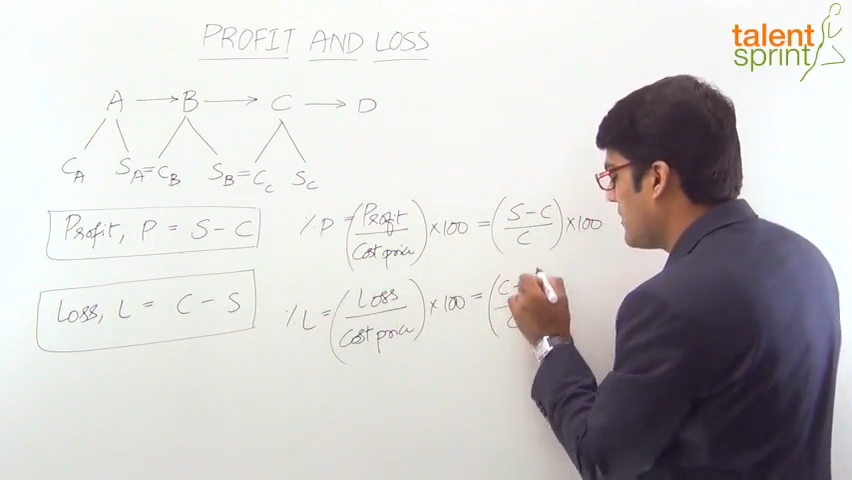 PROFIT AND LOSS
talent
sprint
A → B → C → D
C_A S_A = C_B S_B = C_C S_C
Profit, P = S - C
% P = (Profit / Cost price) × 100 = (S - C / C) × 100
Loss, L = C - S
% L = (Loss / Cost price) × 100 = (C - / C